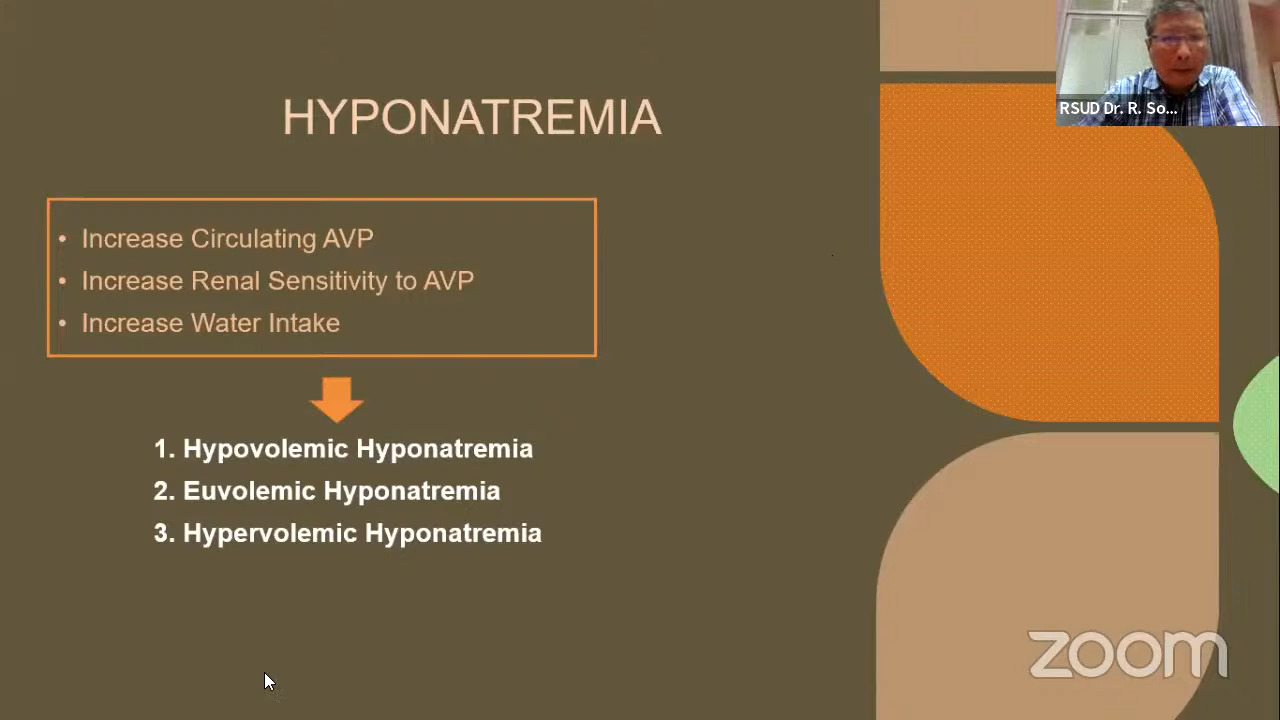 HYPONATREMIA
• Increase Circulating AVP
• Increase Renal Sensitivity to AVP
• Increase Water Intake
1. Hypovolemic Hyponatremia
2. Euvolemic Hyponatremia
3. Hypervolemic Hyponatremia
RSUD Dr. R. So...
zoom